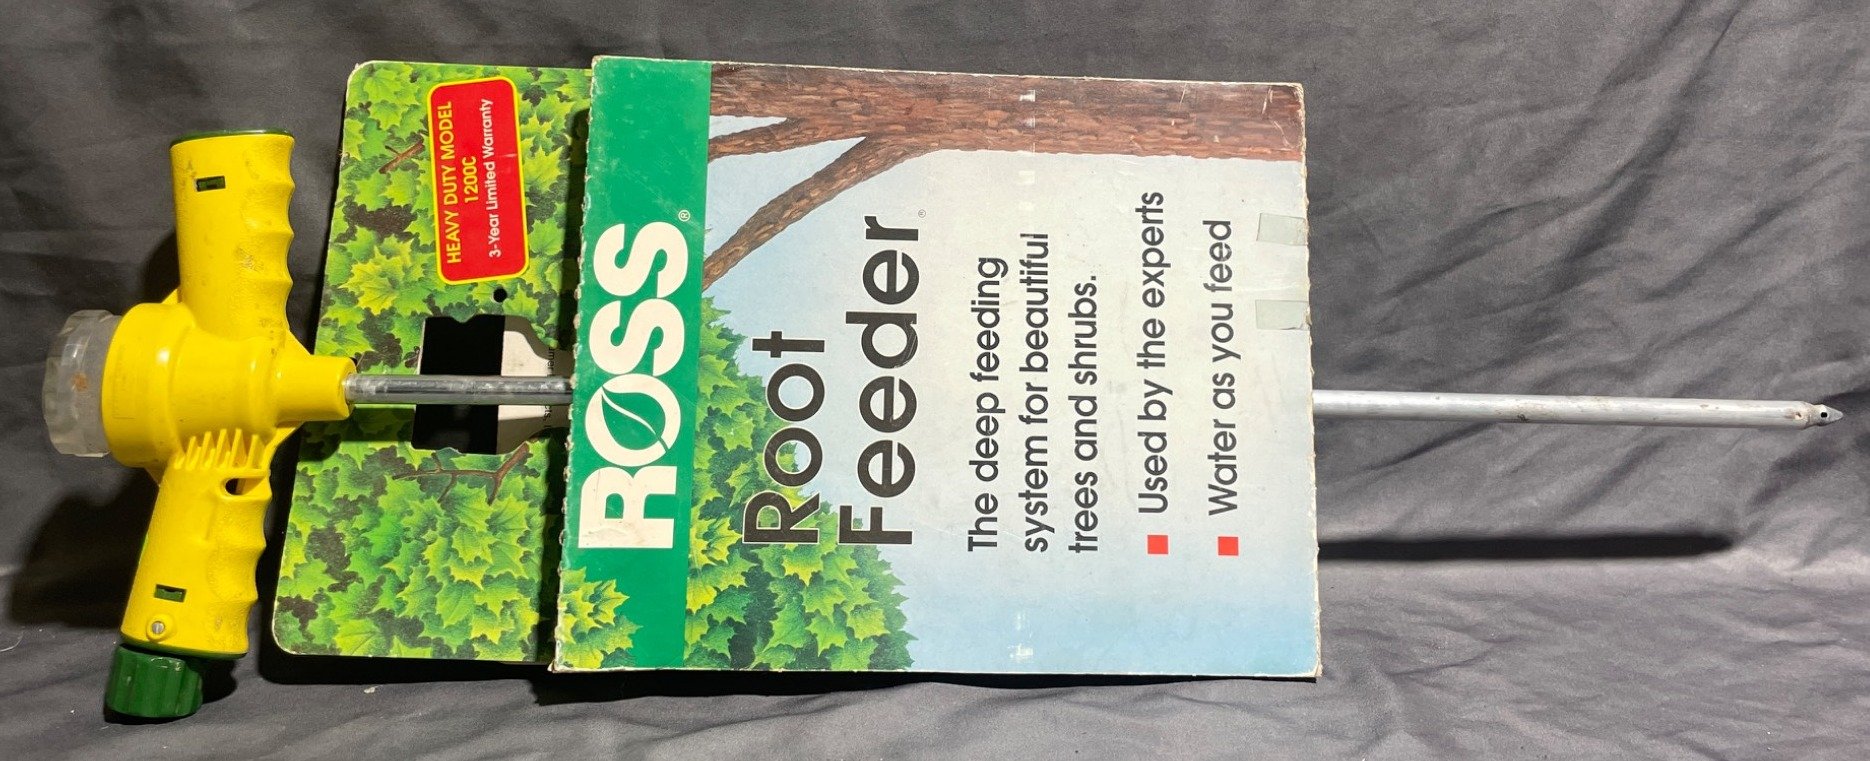 HEAVY DUTY MODEL
1200C
3-Year Limited Warranty
ROSS®
Root
Feeder®
The deep feeding
system for beautiful
trees and shrubs.
Used by the experts
Water as you feed